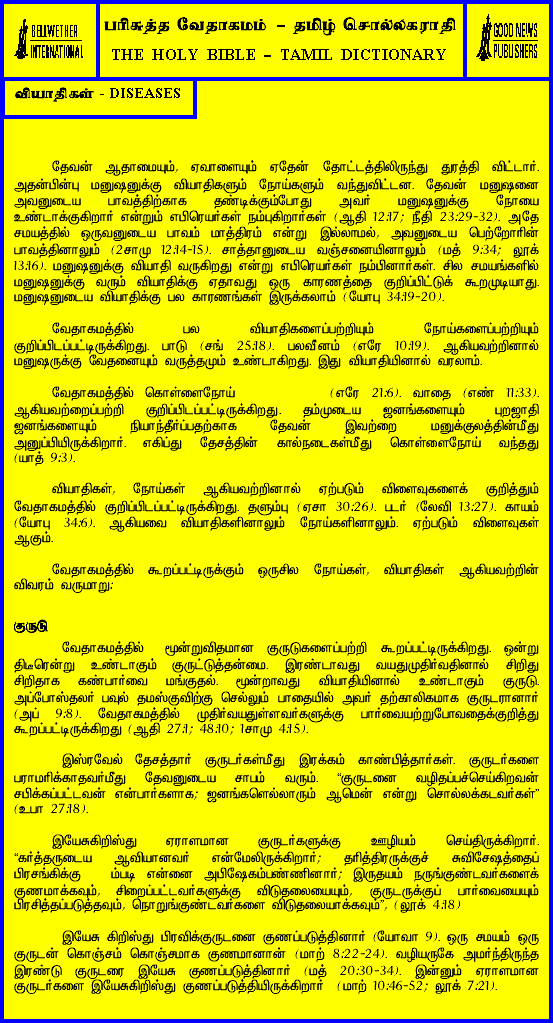 BELLWETHER
INTERNATIONAL
பரிசுத்த வேதாகமம் – தமிழ் சொல்லகராதி
THE HOLY BIBLE – TAMIL DICTIONARY
GOOD NEWS
PUBLISHERS
வியாதிகள் - DISEASES
தேவன் ஆதாமையும், ஏவாளையும் ஏதேன் தோட்டத்திலிருந்து துரத்தி விட்டார்.
அதன்பின்பு மனுஷனுக்கு வியாதிகளும் நோய்களும் வந்துவிட்டன. தேவன் மனுஷனை
அவனுடைய பாவத்திற்காக தண்டிக்கும்போது அவர் மனுஷனுக்கு நோயை
உண்டாக்குகிறார் என்றும் எபிரெயர்கள் நம்புகிறார்கள் (ஆதி 12:17; நீதி 23:29-32). அதே
சமயத்தில் ஒருவனுடைய பாவம் மாத்திரம் என்று இல்லாமல், அவனுடைய பெற்றோரின்
பாவத்தினாலும் (2சாமு 12:14-15). சாத்தானுடைய வஞ்சனையினாலும் (மத் 9:34; லூக்
13:16). மனுஷனுக்கு வியாதி வருகிறது என்று எபிரெயர்கள் நம்பினார்கள். சில சமயங்களில்
மனுஷனுக்கு வரும் வியாதிக்கு ஏதாவது ஒரு காரணத்தை குறிப்பிட்டுக் கூறமுடியாது.
மனுஷனுடைய வியாதிக்கு பல காரணங்கள் இருக்கலாம் (யோபு 34:19-20).
வேதாகமத்தில் பல வியாதிகளைப்பற்றியும் நோய்களைப்பற்றியும்
குறிப்பிடப்பட்டிருக்கிறது. பாடு (சங் 25:18). பலவீனம் (எரே 10:19). ஆகியவற்றினால்
மனுஷருக்கு வேதனையும் வருத்தமும் உண்டாகிறது. இது வியாதியினால் வரலாம்.
வேதாகமத்தில் கொள்ளைநோய் (எரே 21:6). வாதை (எண் 11:33).
ஆகியவற்றைப்பற்றி குறிப்பிடப்பட்டிருக்கிறது. தம்முடைய ஜனங்களையும் புறஜாதி
ஜனங்களையும் நியாந்தீர்ப்பதற்காக தேவன் இவற்றை மனுக்குலத்தின்மீது
அனுப்பியிருக்கிறார். எகிப்து தேசத்தின் கால்நடைகள்மீது கொள்ளைநோய் வந்தது
(யாத் 9:3).
வியாதிகள், நோய்கள் ஆகியவற்றினால் ஏற்படும் விளைவுகளைக் குறித்தும்
வேதாகமத்தில் குறிப்பிடப்பட்டிருக்கிறது. தளும்பு (ஏசா 30:26). படர் (லேவி 13:27). காயம்
(யோபு 34:6). ஆகியவை வியாதிகளினாலும் நோய்களினாலும். ஏற்படும் விளைவுகள்
ஆகும்.
வேதாகமத்தில் கூறப்பட்டிருக்கும் ஒருசில நோய்கள், வியாதிகள் ஆகியவற்றின்
விவரம் வருமாறு:
குருடு
வேதாகமத்தில் மூன்றுவிதமான குருடுகளைப்பற்றி கூறப்பட்டிருக்கிறது. ஒன்று
திடீரென்று உண்டாகும் குருட்டுத்தன்மை. இரண்டாவது வயதுமுதிர்வதினால் சிறிது
சிறிதாக கண்பார்வை மங்குதல். மூன்றாவது வியாதியினால் உண்டாகும் குருடு.
அப்போஸ்தலர் பவுல் தமஸ்குவிற்கு செல்லும் பாதையில் அவர் தற்காலிகமாக குருடரானார்
(அப் 9:8). வேதாகமத்தில் முதிர்வயதுள்ளவர்களுக்கு பார்வையற்றுபோவதைக்குறித்து
கூறப்பட்டிருக்கிறது (ஆதி 27:1; 48:10; 1சாமு 4:15).
இஸ்ரவேல் தேசத்தார் குருடர்கள்மீது இரக்கம் காண்பித்தார்கள். குருடர்களை
பராமரிக்காதவர்மீது தேவனுடைய சாபம் வரும். “குருடனை வழிதப்பச்செய்கிறவன்
சபிக்கப்பட்டவன் என்பார்களாக; ஜனங்களெல்லாரும் ஆமென் என்று சொல்லக்கடவர்கள்”
(உபா 27:18).
இயேசுகிறிஸ்து ஏராளமான குருடர்களுக்கு ஊழியம் செய்திருக்கிறார்.
“கர்த்தருடைய ஆவியானவர் என்மேலிருக்கிறார்; தரித்திரருக்குச் சுவிசேஷத்தைப்
பிரசங்கிக்கு ம்படி என்னை அபிஷேகம்பண்ணினார்; இருதயம் நருங்குண்டவர்களைக்
குணமாக்கவும், சிறைப்பட்டவர்களுக்கு விடுதலையையும், குருடருக்குப் பார்வையையும்
பிரசித்தப்படுத்தவும், நொறுங்குண்டவர்களை விடுதலையாக்கவும்”, (லூக் 4:18)
இயேசு கிறிஸ்து பிரவிக்குருடனை குணப்படுத்தினார் (யோவா 9). ஒரு சமயம் ஒரு
குருடன் கொஞ்சம் கொஞ்சமாக குணமானான் (மாற் 8:22-24). வழியருகே அமர்ந்திருந்த
இரண்டு குருடரை இயேசு குணப்படுத்தினார் (மத் 20:30-34). இன்னும் ஏராளமான
குருடர்களை இயேசுகிறிஸ்து குணப்படுத்தியிருக்கிறார் (மாற் 10:46-52; லூக் 7:21).